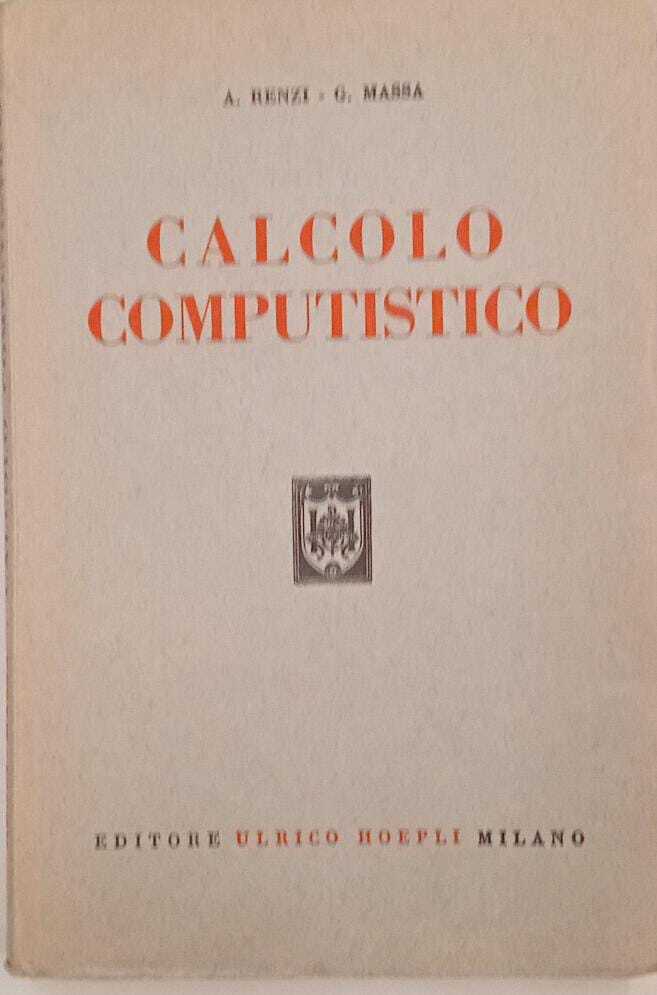 A. RENZI - G. MASSA
CALCOLO
COMPUTISTICO
EDITORE ULRICO HOEPLI MILANO